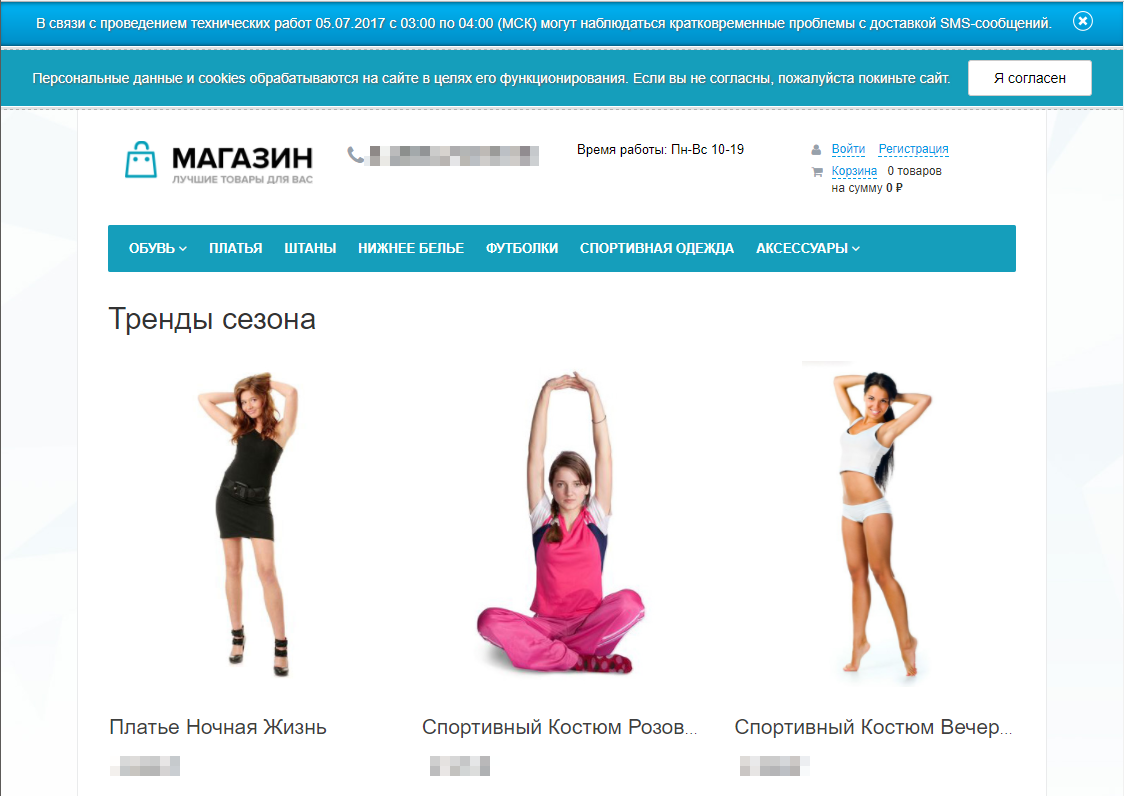 В связи с проведением технических работ 05.07.2017 с 03:00 по 04:00 (МСК) могут наблюдаться кратковременные проблемы с доставкой SMS-сообщений.
Персональные данные и cookies обрабатываются на сайте в целях его функционирования. Если вы не согласны, пожалуйста покиньте сайт.
Я согласен
МАГАЗИН
ЛУЧШИЕ ТОВАРЫ ДЛЯ ВАС
Время работы: Пн-Вс 10-19
Войти Регистрация
Корзина 0 товаров
на сумму 0 ₽
ОБУВЬ ПЛАТЬЯ ШТАНЫ НИЖНЕЕ БЕЛЬЕ ФУТБОЛКИ СПОРТИВНАЯ ОДЕЖДА АКСЕССУАРЫ
Тренды сезона
Платье Ночная Жизнь
Спортивный Костюм Розов...
Спортивный Костюм Вечер...